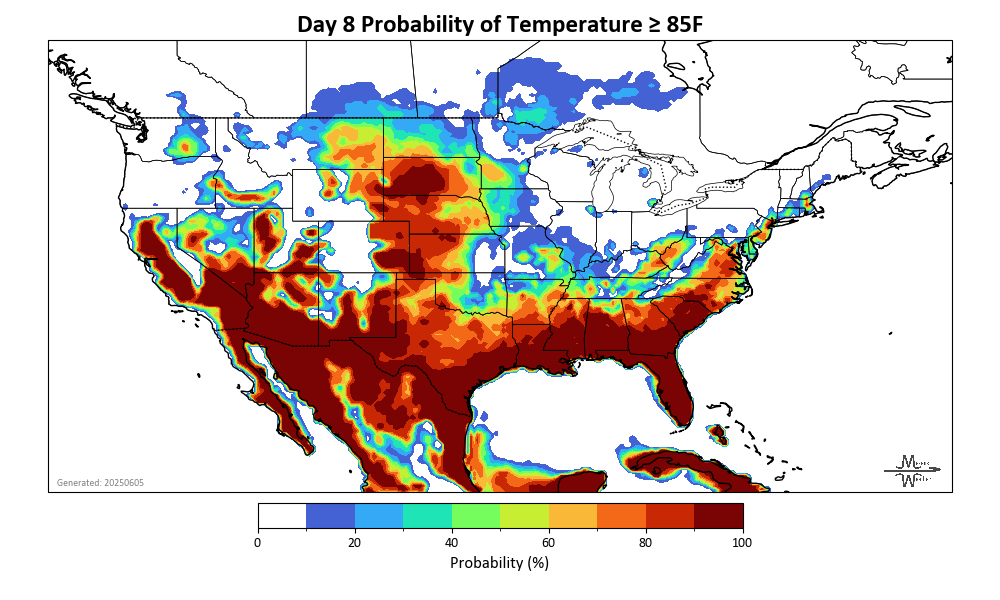 Day 8 Probability of Temperature ≥ 85F
Generated: 20250605
0 20 40 60 80 100
Probability (%)